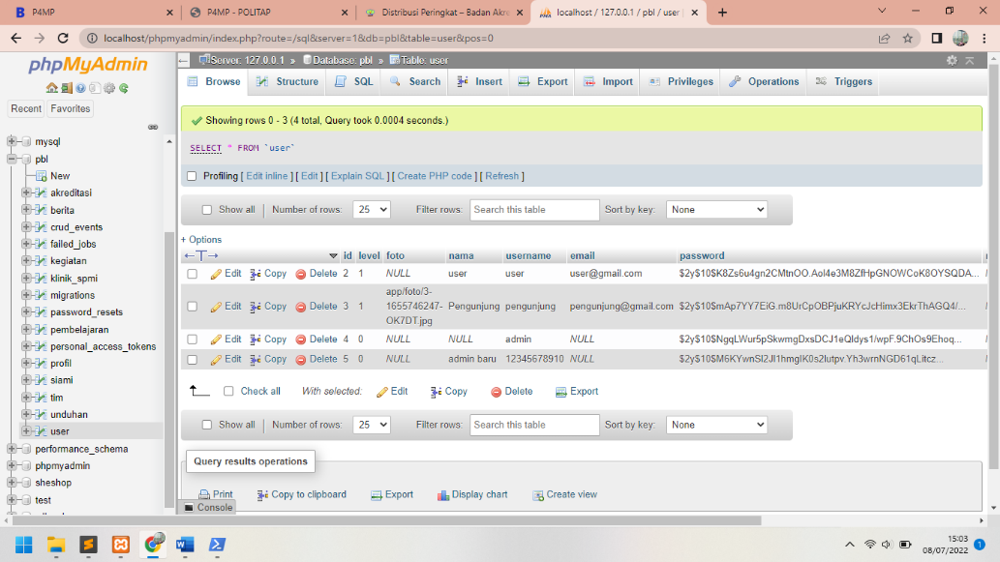 P4MP
P4MP - POLITAP
Distribusi Peringkat – Badan Akre
localhost / 127.0.0.1 / pbl / user |
localhost/phpmyadmin/index.php?route=/sql&server=1&db=pbl&table=user&pos=0
phpMyAdmin
Recent Favorites
mysql
pbl
New
akreditasi
berita
crud_events
failed_jobs
kegiatan
klinik_spmi
migrations
password_resets
pembelajaran
personal_access_tokens
profil
siami
tim
unduhan
user
performance_schema
phpmyadmin
sheshop
test
Server: 127.0.0.1 » Database: pbl » Table: user
Browse Structure SQL Search Insert Export Import Privileges Operations Triggers
Showing rows 0 - 3 (4 total, Query took 0.0004 seconds.)
SELECT * FROM `user`
Profiling [ Edit inline ] [ Edit ] [ Explain SQL ] [ Create PHP code ] [ Refresh ]
Show all | Number of rows: 25 Filter rows: Search this table Sort by key: None
+ Options
←T→ id level foto nama username email password
Edit Copy Delete 2 1 NULL user user user@gmail.com $2y$10$K8Zs6u4gn2CMtnOO.Aol4e3M8ZfHpGNOWCoK8OYSQDA...
app/foto/3-
Edit Copy Delete 3 1 1655746247- Pengunjung pengunjung pengunjung@gmail.com $2y$10$mAp7YY7EiG.m8UrCpOBPjuKRYcJcHimx3EkrThAGQ4/...
OK7DT.jpg
Edit Copy Delete 4 0 NULL NULL admin NULL $2y$10$NgqLWur5pSkwmgDxsDCJ1eQldys1/wpF.9ChOs9Ehoq...
Edit Copy Delete 5 0 NULL admin baru 12345678910 NULL $2y$10$M6KYwnSl2Jl1hmgIK0s2lutpv.Yh3wrnNGD61qLitcz...
Check all With selected: Edit Copy Delete Export
Show all | Number of rows: 25 Filter rows: Search this table Sort by key: None
Query results operations
Print Copy to clipboard Export Display chart Create view
Console
15:03
08/07/2022
1